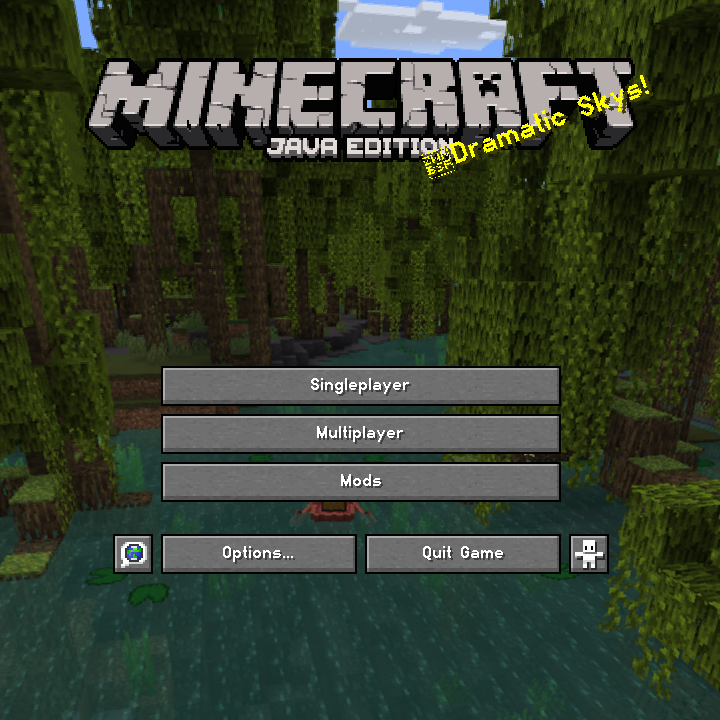 MINECRAFT
JAVA EDITION
Dramatic Skys!
Singleplayer
Multiplayer
Mods
Options...
Quit Game